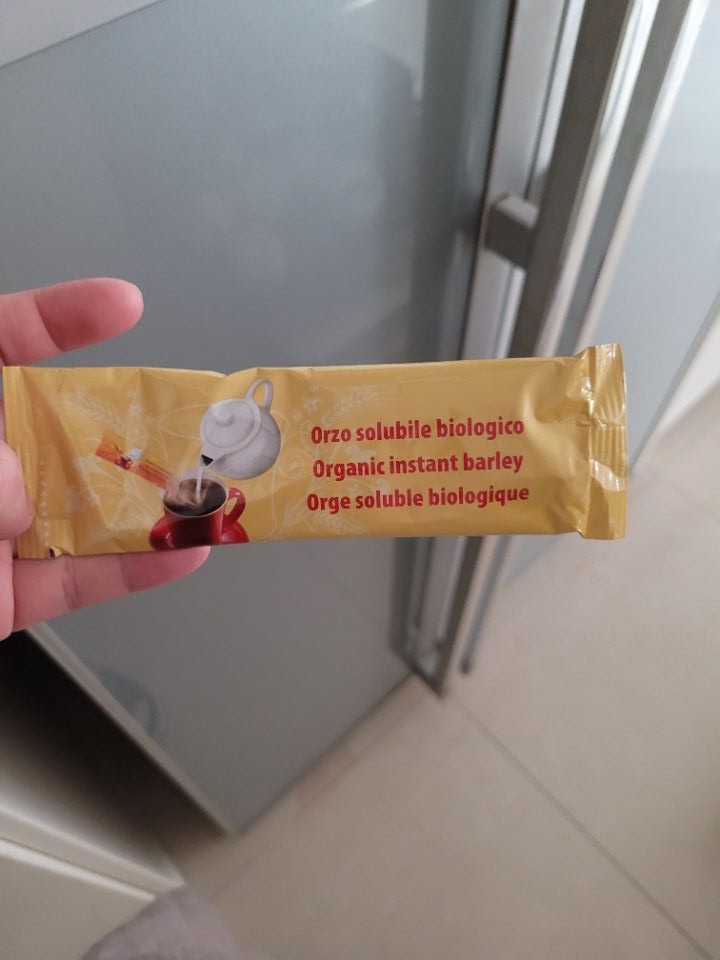 Orzo solubile biologico
Organic instant barley
Orge soluble biologique